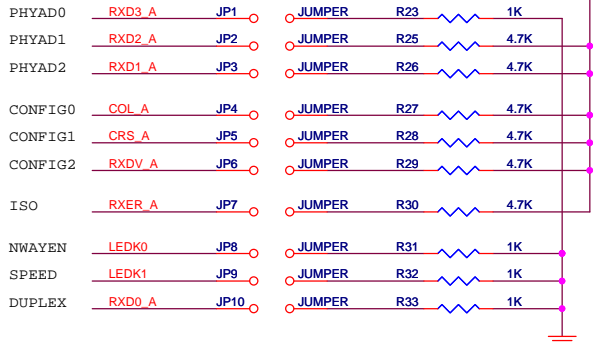 PHYAD0 RXD3_A JP1 JUMPER R23 1K
PHYAD1 RXD2_A JP2 JUMPER R25 4.7K
PHYAD2 RXD1_A JP3 JUMPER R26 4.7K
CONFIG0 COL_A JP4 JUMPER R27 4.7K
CONFIG1 CRS_A JP5 JUMPER R28 4.7K
CONFIG2 RXDV_A JP6 JUMPER R29 4.7K
ISO RXER_A JP7 JUMPER R30 4.7K
NWAYEN LEDK0 JP8 JUMPER R31 1K
SPEED LEDK1 JP9 JUMPER R32 1K
DUPLEX RXD0_A JP10 JUMPER R33 1K